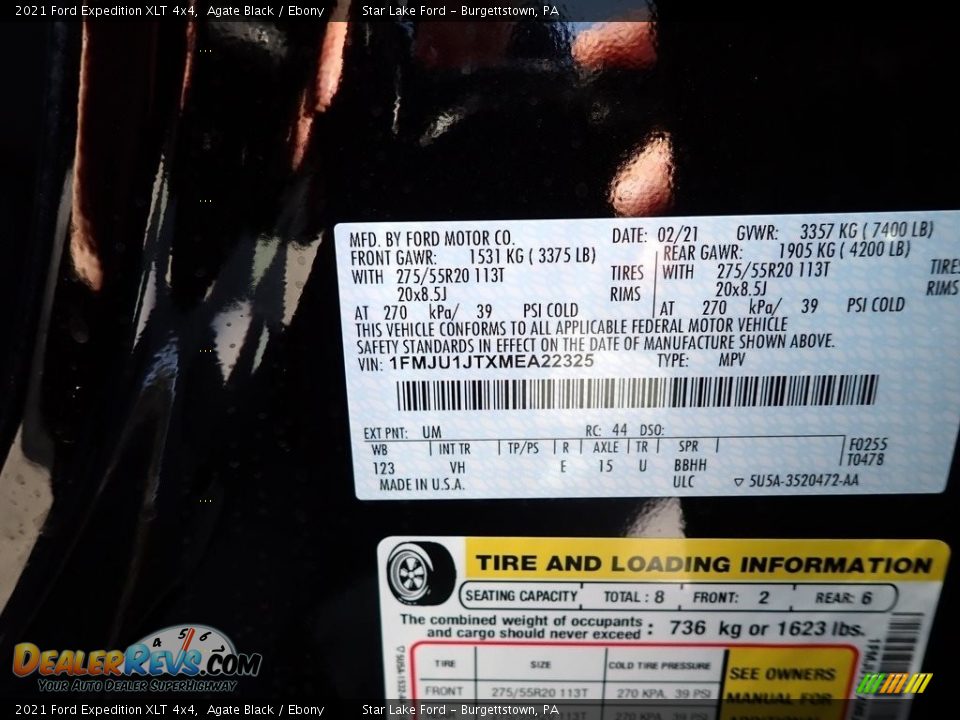 2021 Ford Expedition XLT 4x4, Agate Black / Ebony Star Lake Ford - Burgettstown, PA
MFD. BY FORD MOTOR CO. DATE: 02/21 GVWR: 3357 KG ( 7400 LB)
FRONT GAWR: 1531 KG ( 3375 LB) REAR GAWR: 1905 KG ( 4200 LB)
WITH 275/55R20 113T TIRES WITH 275/55R20 113T TIRES
20x8.5J RIMS 20x8.5J RIMS
AT 270 kPa/ 39 PSI COLD AT 270 kPa/ 39 PSI COLD
THIS VEHICLE CONFORMS TO ALL APPLICABLE FEDERAL MOTOR VEHICLE
SAFETY STANDARDS IN EFFECT ON THE DATE OF MANUFACTURE SHOWN ABOVE.
VIN: 1FMJU1JTXMEA22325 TYPE: MPV
EXT PNT: UM RC: 44 DSO:
WB INT TR TP/PS R AXLE TR SPR F0255
123 VH E 15 U BBHH T0478
MADE IN U.S.A. ULC ▽ 5U5A-3520472-AA
TIRE AND LOADING INFORMATION
SEATING CAPACITY TOTAL : 8 FRONT: 2 REAR: 6
The combined weight of occupants
and cargo should never exceed : 736 kg or 1623 lbs.
TIRE SIZE COLD TIRE PRESSURE SEE OWNERS
FRONT 275/55R20 113T 270 KPA, 39 PSI MANUAL FOR
DEALERREVS.COM
YOUR AUTO DEALER SUPERHIGHWAY
2021 Ford Expedition XLT 4x4, Agate Black / Ebony Star Lake Ford - Burgettstown, PA